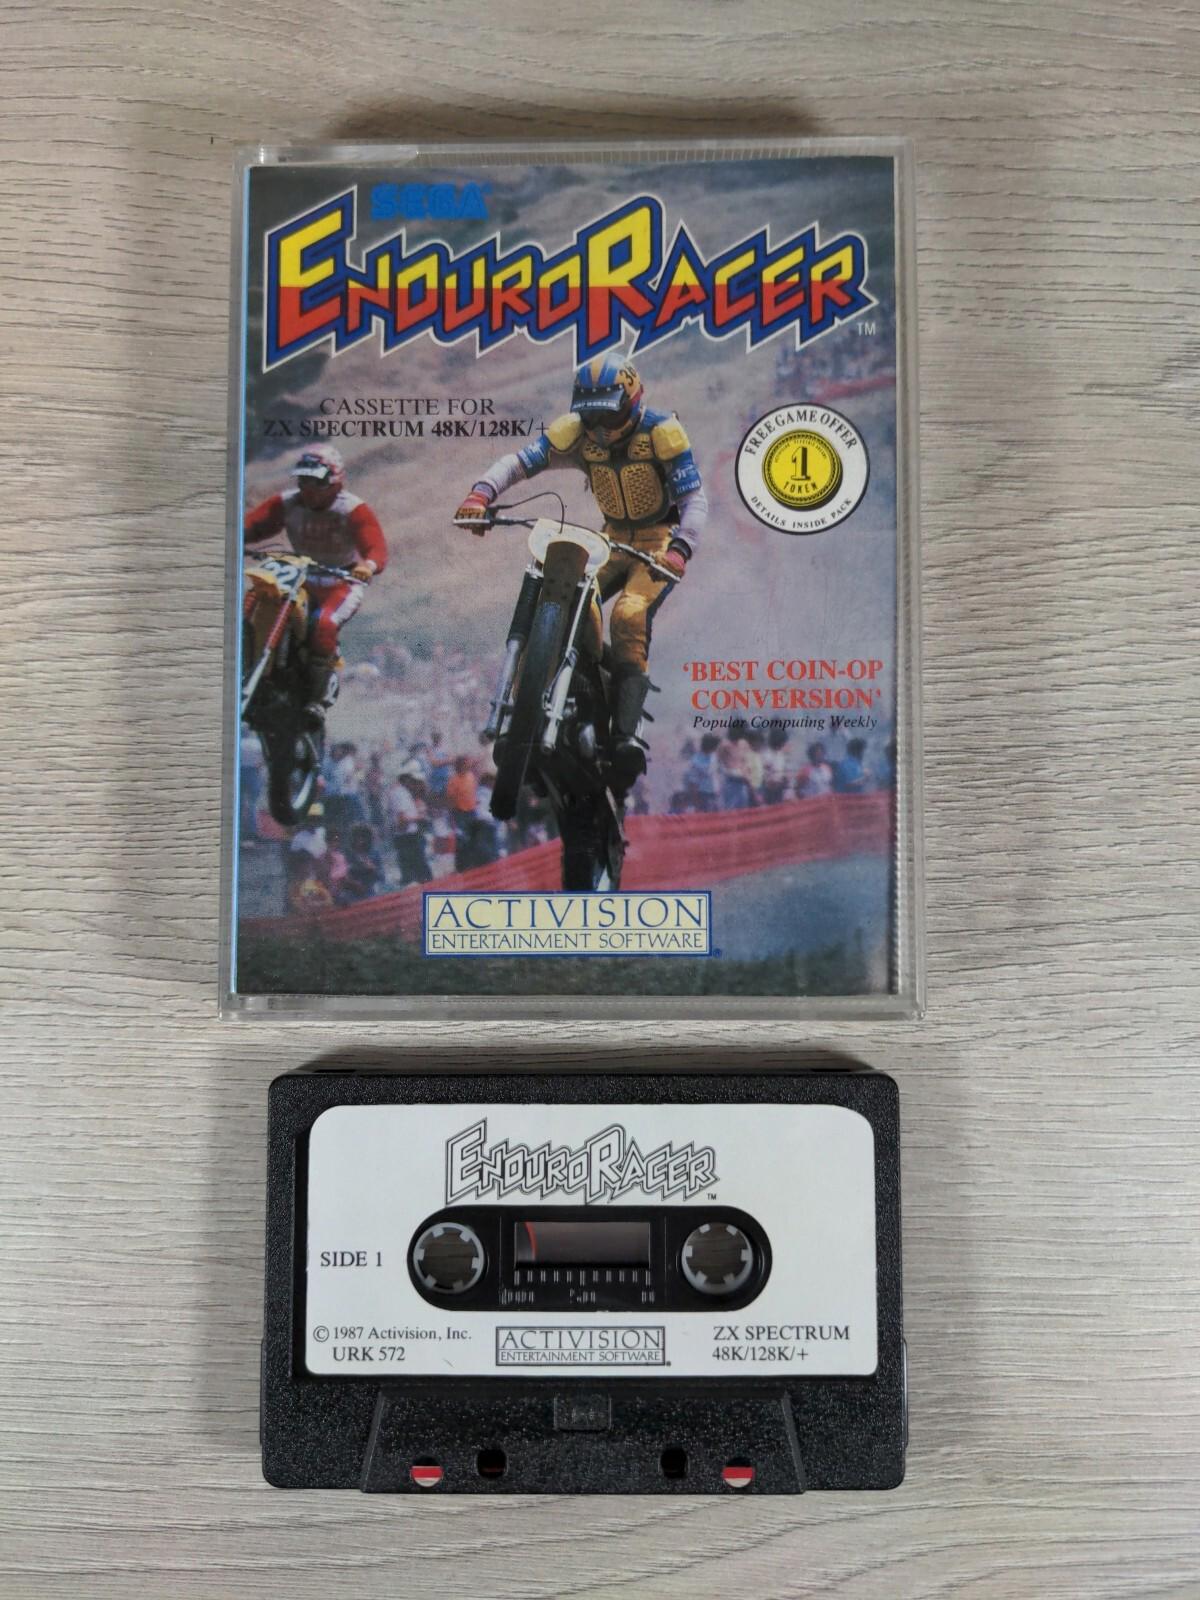 SEGA®
ENDURORACER
TM
CASSETTE FOR
ZX SPECTRUM 48K/128K/+
FREE GAME OFFER
1
TOKEN
DETAILS INSIDE PACK
'BEST COIN-OP
CONVERSION'
Popular Computing Weekly
ACTIVISION
ENTERTAINMENT SOFTWARE
ENDURORACER
TM
SIDE 1
© 1987 Activision, Inc.
URK 572
ACTIVISION
ENTERTAINMENT SOFTWARE
ZX SPECTRUM
48K/128K/+